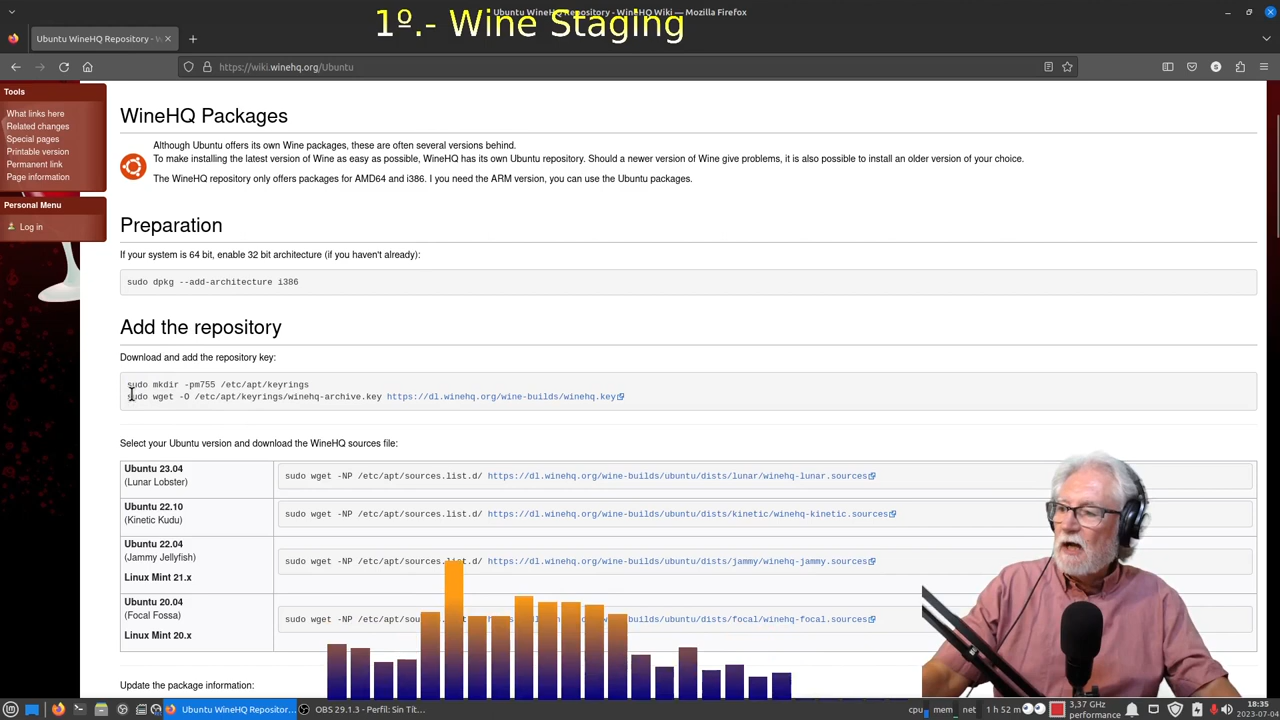 1º.- Wine Staging
Ubuntu WineHQ Repository - WineHQ Wiki — Mozilla Firefox
Ubuntu WineHQ Repository - W
https://wiki.winehq.org/Ubuntu
Tools
What links here
Related changes
Special pages
Printable version
Permanent link
Page information
Personal Menu
Log in
WineHQ Packages
Although Ubuntu offers its own Wine packages, these are often several versions behind.
To make installing the latest version of Wine as easy as possible, WineHQ has its own Ubuntu repository. Should a newer version of Wine give problems, it is also possible to install an older version of your choice.
The WineHQ repository only offers packages for AMD64 and i386. I you need the ARM version, you can use the Ubuntu packages.
Preparation
If your system is 64 bit, enable 32 bit architecture (if you haven't already):
sudo dpkg --add-architecture i386
Add the repository
Download and add the repository key:
sudo mkdir -pm755 /etc/apt/keyrings
sudo wget -O /etc/apt/keyrings/winehq-archive.key https://dl.winehq.org/wine-builds/winehq.key
Select your Ubuntu version and download the WineHQ sources file:
Ubuntu 23.04
(Lunar Lobster)
sudo wget -NP /etc/apt/sources.list.d/ https://dl.winehq.org/wine-builds/ubuntu/dists/lunar/winehq-lunar.sources
Ubuntu 22.10
(Kinetic Kudu)
sudo wget -NP /etc/apt/sources.list.d/ https://dl.winehq.org/wine-builds/ubuntu/dists/kinetic/winehq-kinetic.sources
Ubuntu 22.04
(Jammy Jellyfish)
Linux Mint 21.x
sudo wget -NP /etc/apt/sources.list.d/ https://dl.winehq.org/wine-builds/ubuntu/dists/jammy/winehq-jammy.sources
Ubuntu 20.04
(Focal Fossa)
Linux Mint 20.x
sudo wget -NP /etc/apt/sou ubuntu/dists/focal/winehq-focal.sources
Update the package information:
Ubuntu WineHQ Repositor...
OBS 29.1.3 - Perfil: Sin Tít...
cpu
mem
net
1 h 52 m
3,37 GHz
performance
18:35
2023-07-04